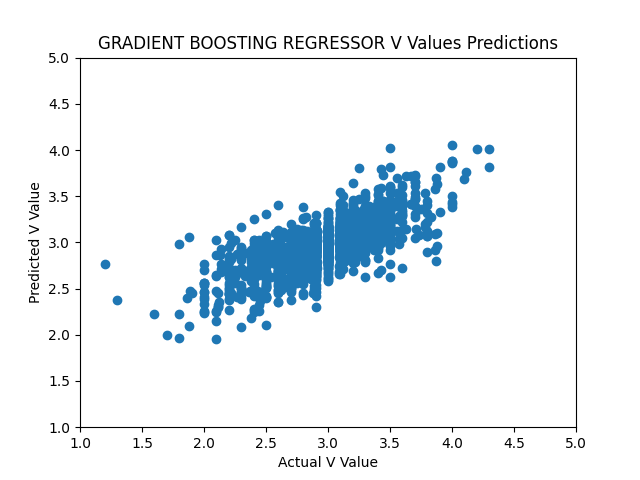 GRADIENT BOOSTING REGRESSOR V Values Predictions
5.0
4.5
4.0
3.5
3.0
2.5
2.0
1.5
1.0
Predicted V Value
1.0 1.5 2.0 2.5 3.0 3.5 4.0 4.5 5.0
Actual V Value